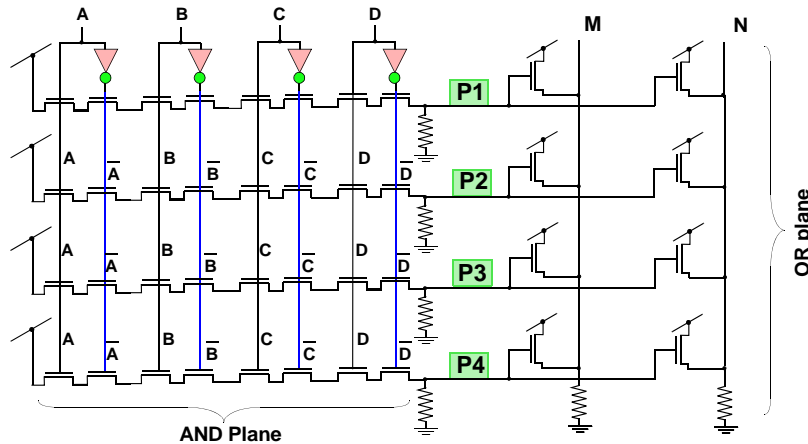 A B C D M N
P1
A A̅ B B̅ C C̅ D D̅
P2
A A̅ B B̅ C C̅ D D̅
P3
A A̅ B B̅ C C̅ D D̅
P4
AND Plane
OR plane